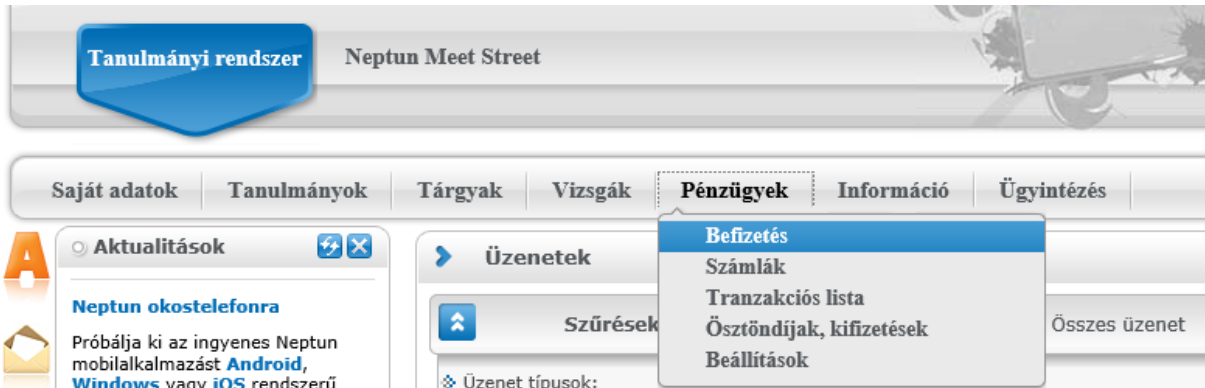 Tanulmányi rendszer
Neptun Meet Street
Saját adatok
Tanulmányok
Tárgyak
Vizsgák
Pénzügyek
Információ
Ügyintézés
Befizetés
Számlák
Tranzakciós lista
Ösztöndíjak, kifizetések
Beállítások
A
Aktualitások
Neptun okostelefonra
Próbálja ki az ingyenes Neptun
mobilalkalmazást Android,
Windows vagy iOS rendszerű
Üzenetek
Szűrések
Összes üzenet
Üzenet típusok: